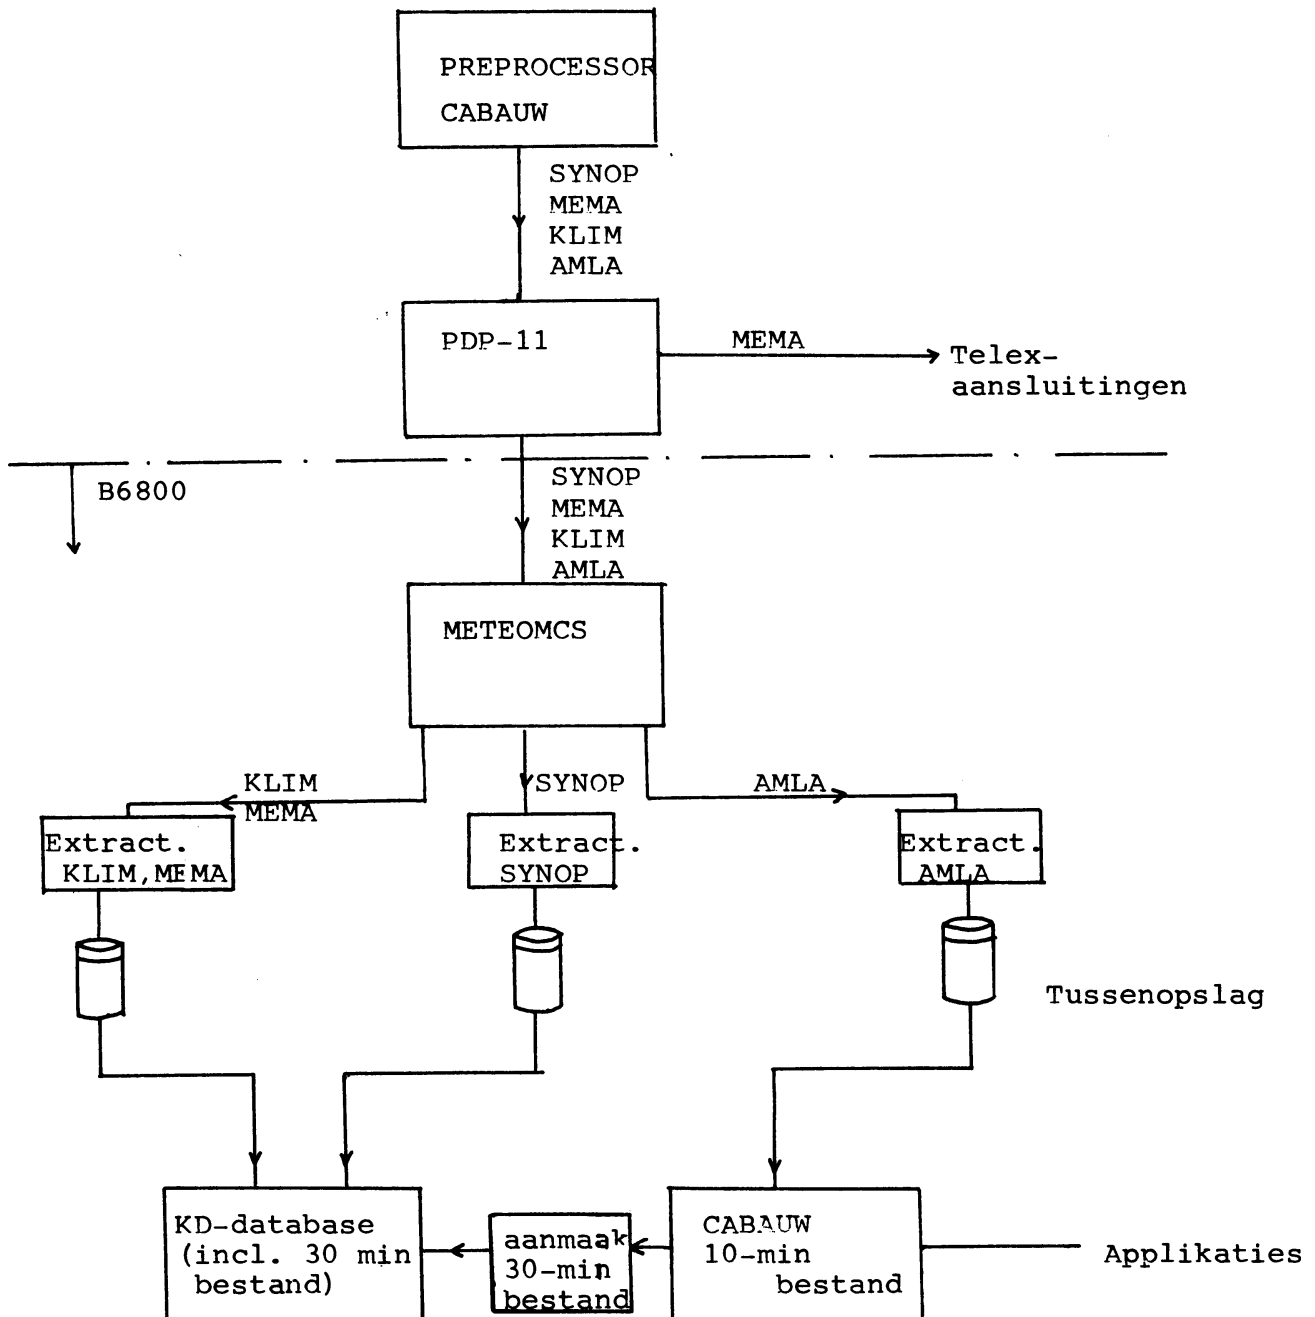 PREPROCESSOR
CABAUW
SYNOP
MEMA
KLIM
AMLA
PDP-11
MEMA
Telex-
aansluitingen
B6800
SYNOP
MEMA
KLIM
AMLA
METEOMCS
KLIM
MEMA
SYNOP
AMLA
Extract.
KLIM,MEMA
Extract.
SYNOP
Extract.
AMLA
Tussenopslag
KD-database
(incl. 30 min
bestand)
aanmaak
30-min
bestand
CABAUW
10-min
bestand
Applikaties